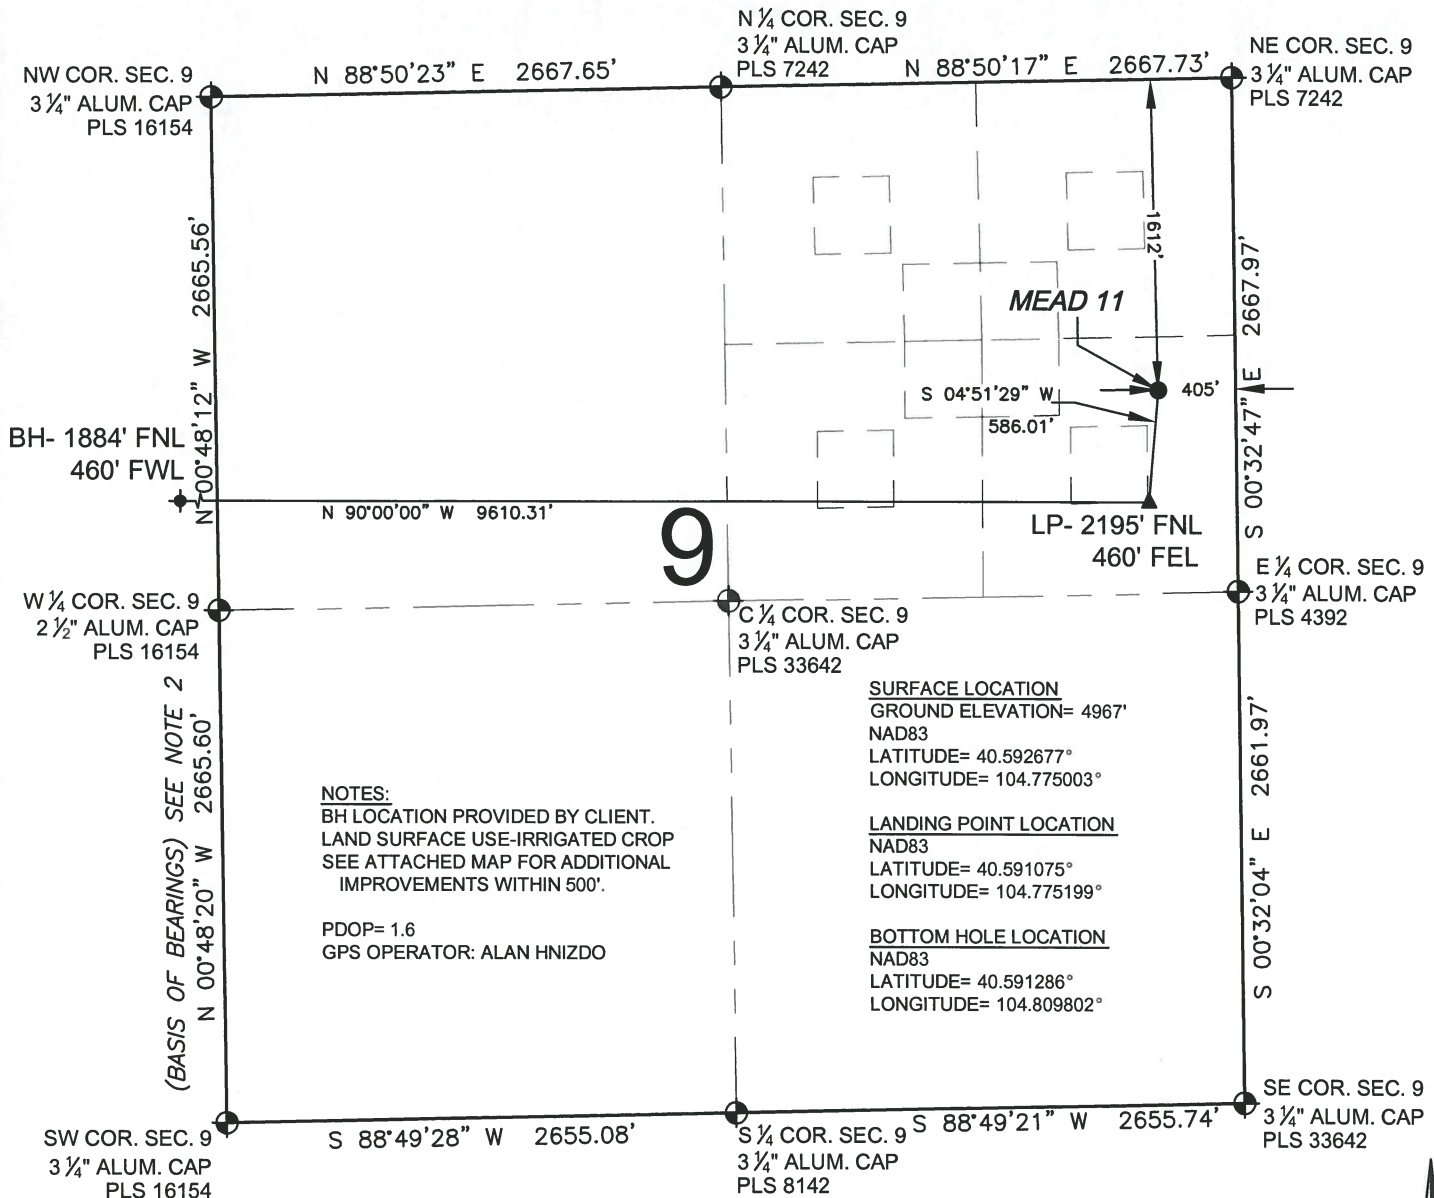 N ¼ COR. SEC. 9
3 ¼" ALUM. CAP
PLS 7242
NE COR. SEC. 9
3 ¼" ALUM. CAP
PLS 7242
NW COR. SEC. 9
3 ¼" ALUM. CAP
PLS 16154
N 88°50'23" E 2667.65'
N 88°50'17" E 2667.73'
N 00°48'12" W 2665.56'
1612'
S 00°32'47" E 2667.97'
MEAD 11
405'
S 04°51'29" W
586.01'
BH- 1884' FNL
460' FWL
N 90°00'00" W 9610.31'
9
LP- 2195' FNL
460' FEL
W ¼ COR. SEC. 9
2 ½" ALUM. CAP
PLS 16154
C ¼ COR. SEC. 9
3 ¼" ALUM. CAP
PLS 33642
E ¼ COR. SEC. 9
3 ¼" ALUM. CAP
PLS 4392
(BASIS OF BEARINGS) SEE NOTE 2
N 00°48'20" W 2665.60'
NOTES:
BH LOCATION PROVIDED BY CLIENT.
LAND SURFACE USE-IRRIGATED CROP
SEE ATTACHED MAP FOR ADDITIONAL
IMPROVEMENTS WITHIN 500'.
PDOP= 1.6
GPS OPERATOR: ALAN HNIZDO
SURFACE LOCATION
GROUND ELEVATION= 4967'
NAD83
LATITUDE= 40.592677°
LONGITUDE= 104.775003°
LANDING POINT LOCATION
NAD83
LATITUDE= 40.591075°
LONGITUDE= 104.775199°
BOTTOM HOLE LOCATION
NAD83
LATITUDE= 40.591286°
LONGITUDE= 104.809802°
S 00°32'04" E 2661.97'
SW COR. SEC. 9
3 ¼" ALUM. CAP
PLS 16154
S 88°49'28" W 2655.08'
S ¼ COR. SEC. 9
3 ¼" ALUM. CAP
PLS 8142
S 88°49'21" W 2655.74'
SE COR. SEC. 9
3 ¼" ALUM. CAP
PLS 33642